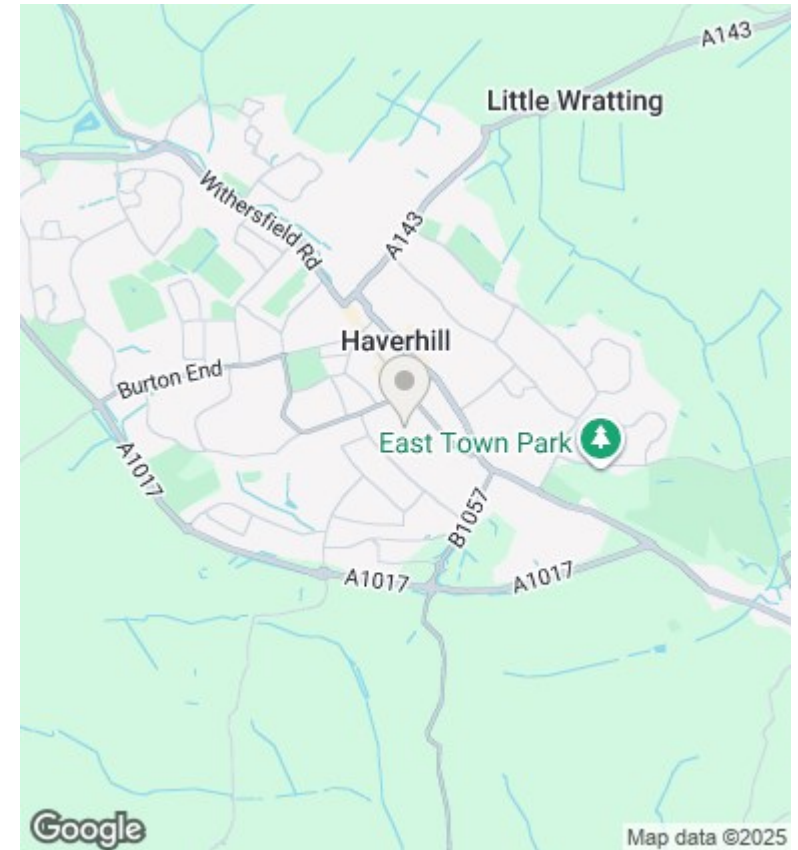 A143
Little Wratting
Withersfield Rd
A143
Haverhill
Burton End
East Town Park
A1017
B1057
A1017
A1017
Google
Map data ©2025